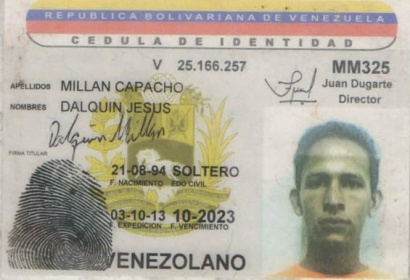 REPUBLICA BOLIVARIANA DE VENEZUELA
CEDULA DE IDENTIDAD
V 25.166.257
MM325
Juan Dugarte
Director
APELLIDOS MILLAN CAPACHO
NOMBRES DALQUIN JESUS
Dalquin Millan
FIRMA TITULAR
21-08-94 SOLTERO
F. NACIMIENTO EDO CIVIL
03-10-13 10-2023
F. EXPEDICION F. VENCIMIENTO
VENEZOLANO